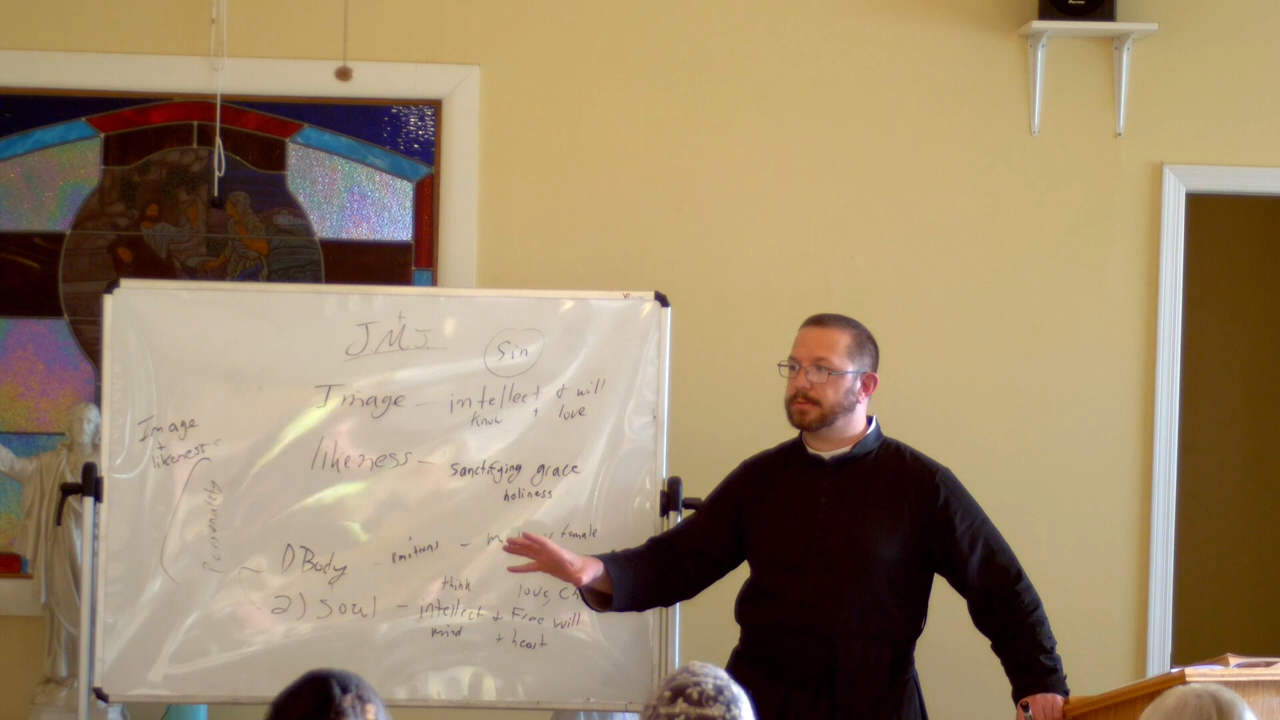 JMJ
Sin
Image – intellect + will
know + love
Image
+
likeness
likeness – sanctifying grace
holiness
Personality
1) Body – emotions – female
think love
2) Soul – intellect + Free will
mind + heart